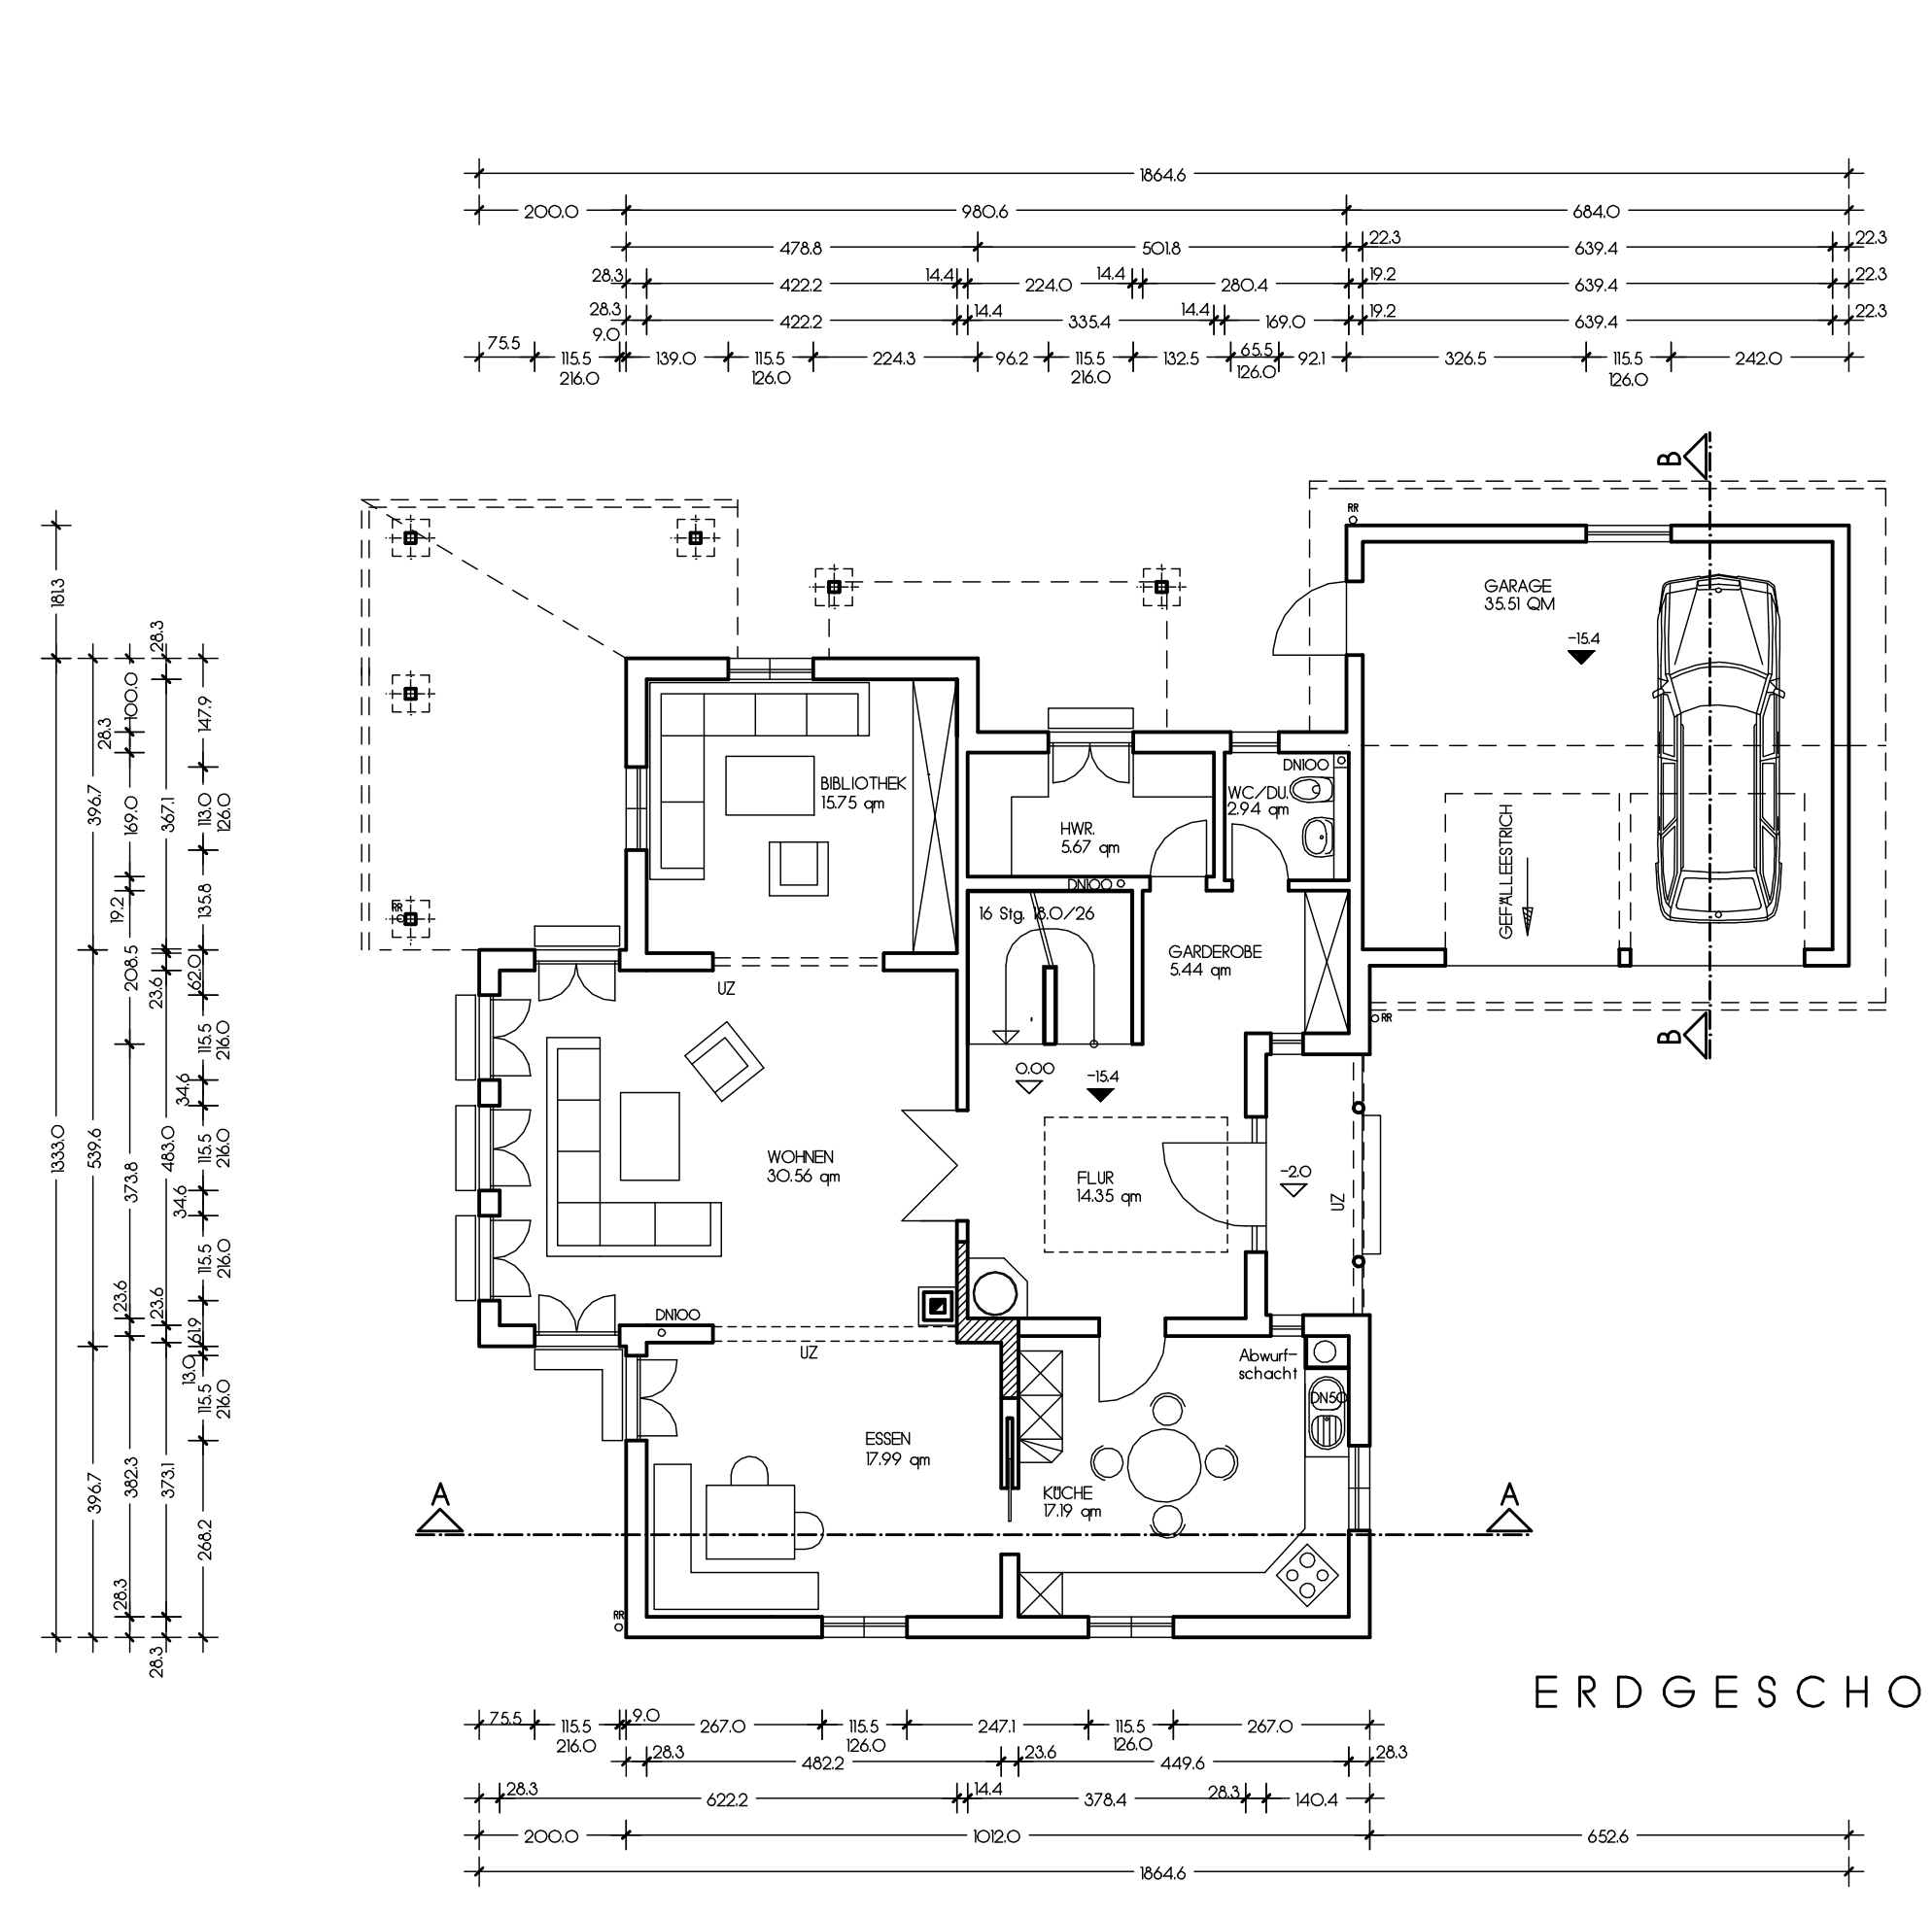 1864.6
200.0 980.6 684.0
478.8 501.8 22.3 639.4 22.3
28.3 422.2 14.4 224.0 14.4 280.4 19.2 639.4 22.3
28.3 422.2 14.4 335.4 14.4 169.0 19.2 639.4 22.3
9.0
75.5 115.5 139.0 115.5 224.3 96.2 115.5 132.5 65.5 92.1 326.5 115.5 242.0
216.0 126.0 216.0 126.0 126.0
B
RR
GARAGE
35.51 QM
-15.4
BIBLIOTHEK
15.75 qm
DN100
WC/DU.
2.94 qm
HWR.
5.67 qm
GEFÄLLEESTRICH
DN100
RR
16 Stg. 18.0/26
GARDEROBE
5.44 qm
UZ
RR
B
0.00
-15.4
WOHNEN
30.56 qm
FLUR
14.35 qm
-2.0
UZ
DN100
UZ
Abwurf-
schacht
DN50
ESSEN
17.99 qm
KÜCHE
17.19 qm
A
A
RR
181.3
1333.0
396.7
539.6
396.7
100.0
28.3
169.0
19.2
208.5
373.8
23.6
382.3
28.3
28.3
367.1
23.6
483.0
23.6
373.1
28.3
147.9
113.0
126.0
135.8
62.0
115.5
216.0
34.6
115.5
216.0
34.6
115.5
216.0
61.9
13.0
115.5
216.0
268.2
ERDGESCHO
75.5 115.5 9.0 267.0 115.5 247.1 115.5 267.0
216.0 126.0 126.0
28.3 482.2 23.6 449.6 28.3
28.3 622.2 14.4 378.4 28.3 140.4
200.0 1012.0 652.6
1864.6